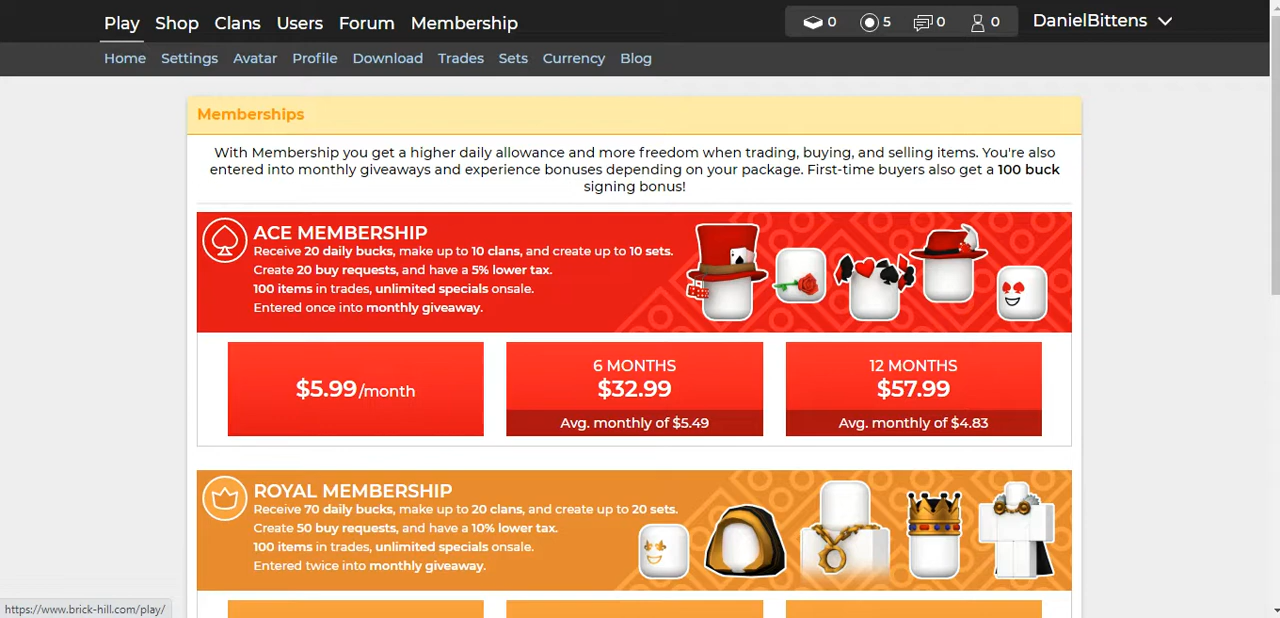 Play Shop Clans Users Forum Membership 0 5 0 0 DanielBittens
Home Settings Avatar Profile Download Trades Sets Currency Blog
Memberships
With Membership you get a higher daily allowance and more freedom when trading, buying, and selling items. You're also
entered into monthly giveaways and experience bonuses depending on your package. First-time buyers also get a 100 buck
signing bonus!
ACE MEMBERSHIP
Receive 20 daily bucks, make up to 10 clans, and create up to 10 sets.
Create 20 buy requests, and have a 5% lower tax.
100 items in trades, unlimited specials onsale.
Entered once into monthly giveaway.
$5.99/month
6 MONTHS
$32.99
Avg. monthly of $5.49
12 MONTHS
$57.99
Avg. monthly of $4.83
ROYAL MEMBERSHIP
Receive 70 daily bucks, make up to 20 clans, and create up to 20 sets.
Create 50 buy requests, and have a 10% lower tax.
100 items in trades, unlimited specials onsale.
Entered twice into monthly giveaway.
https://www.brick-hill.com/play/